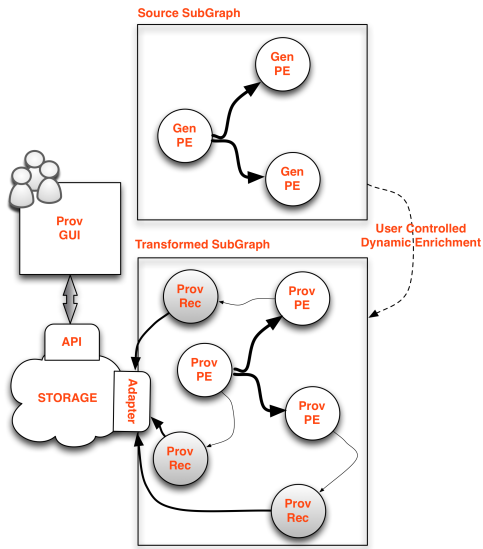 Source SubGraph
Gen
PE
Gen
PE
Gen
PE
Prov
GUI
User Controlled
Dynamic Enrichment
Transformed SubGraph
Prov
Rec
Prov
PE
API
Prov
PE
STORAGE
Adapter
Prov
PE
Prov
Rec
Prov
Rec